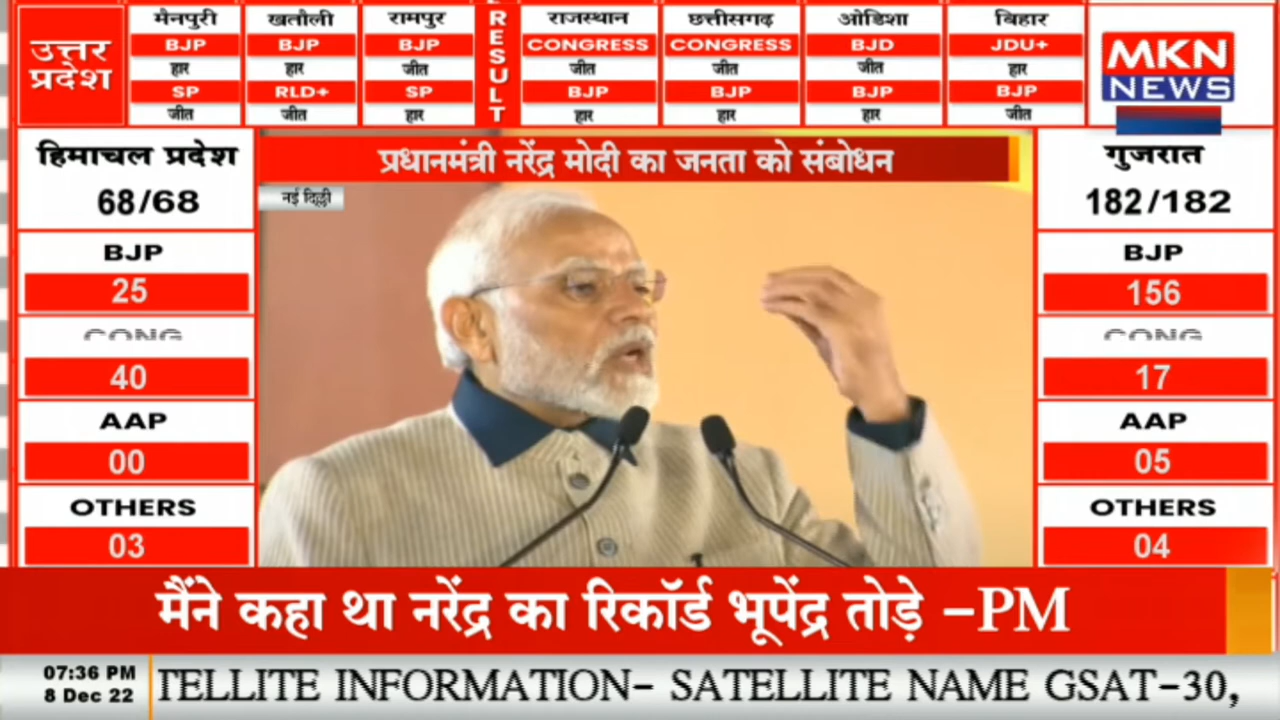 उत्तर
प्रदेश
मैनपुरी
BJP
हार
SP
जीत
खतौली
BJP
हार
RLD+
जीत
रामपुर
BJP
जीत
SP
हार
RESULT
राजस्थान
CONGRESS
जीत
BJP
हार
छत्तीसगढ़
CONGRESS
जीत
BJP
हार
ओडिशा
BJD
जीत
BJP
हार
बिहार
JDU+
हार
BJP
जीत
MKN
NEWS
हिमाचल प्रदेश
68/68
BJP
25
CONG
40
AAP
00
OTHERS
03
प्रधानमंत्री नरेंद्र मोदी का जनता को संबोधन
नई दिल्ली
गुजरात
182/182
BJP
156
CONG
17
AAP
05
OTHERS
04
मैंने कहा था नरेंद्र का रिकॉर्ड भूपेंद्र तोड़े -PM
07:36 PM
8 Dec 22
TELLITE INFORMATION- SATELLITE NAME GSAT-30,